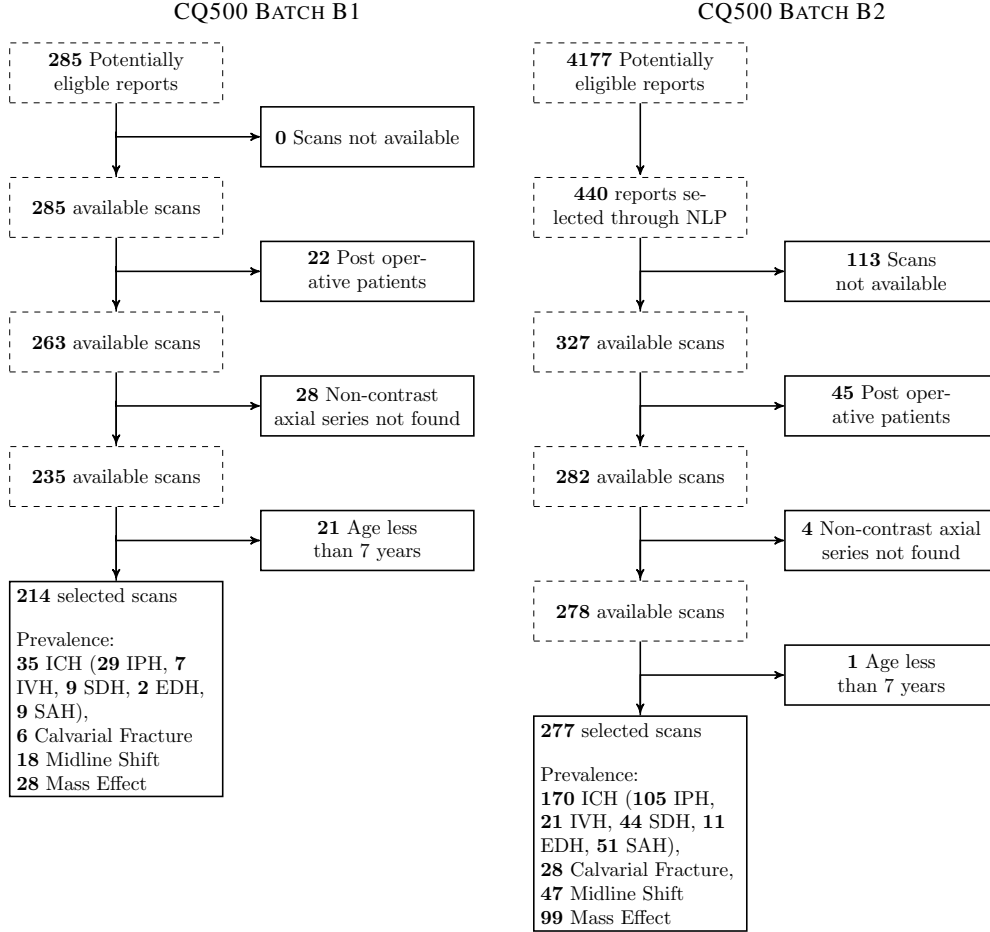 CQ500 BATCH B1
285 Potentially
eligble reports
0 Scans not available
285 available scans
22 Post oper-
ative patients
263 available scans
28 Non-contrast
axial series not found
235 available scans
21 Age less
than 7 years
214 selected scans
Prevalence:
35 ICH (29 IPH, 7
IVH, 9 SDH, 2 EDH,
9 SAH),
6 Calvarial Fracture
18 Midline Shift
28 Mass Effect
CQ500 BATCH B2
4177 Potentially
eligible reports
440 reports se-
lected through NLP
113 Scans
not available
327 available scans
45 Post oper-
ative patients
282 available scans
4 Non-contrast axial
series not found
278 available scans
1 Age less
than 7 years
277 selected scans
Prevalence:
170 ICH (105 IPH,
21 IVH, 44 SDH, 11
EDH, 51 SAH),
28 Calvarial Fracture,
47 Midline Shift
99 Mass Effect